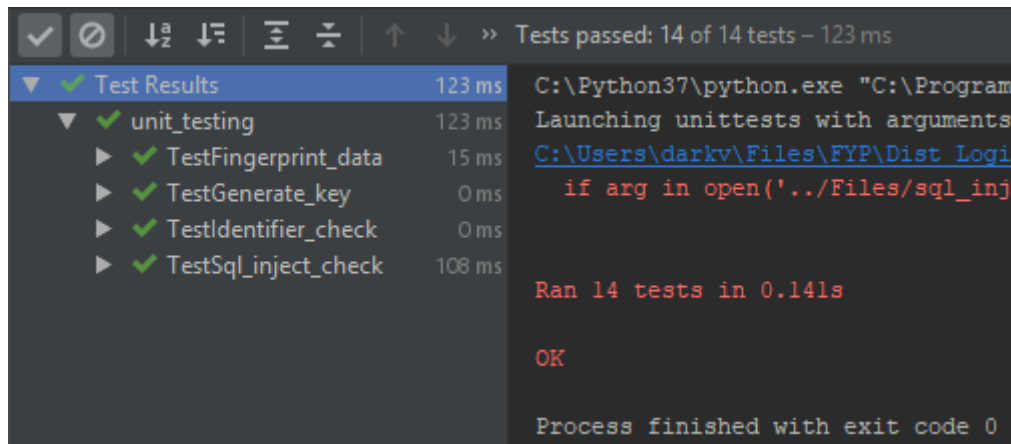 Tests passed: 14 of 14 tests – 123 ms
Test Results 123 ms
unit_testing 123 ms
TestFingerprint_data 15 ms
TestGenerate_key 0 ms
TestIdentifier_check 0 ms
TestSql_inject_check 108 ms
C:\Python37\python.exe "C:\Program
Launching unittests with arguments
C:\Users\darkv\Files\FYP\Dist_Logi
if arg in open('../Files/sql_inj
Ran 14 tests in 0.141s
OK
Process finished with exit code 0